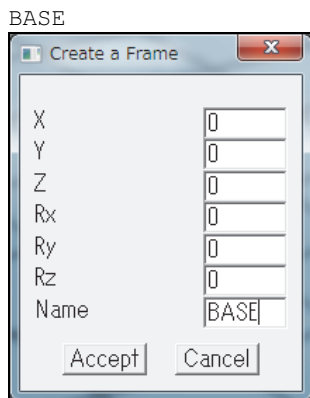 BASE
Create a Frame
X 0
Y 0
Z 0
Rx 0
Ry 0
Rz 0
Name BASE
Accept Cancel